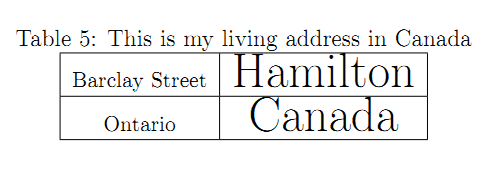 Table 5: This is my living address in Canada
Barclay Street Hamilton
Ontario Canada